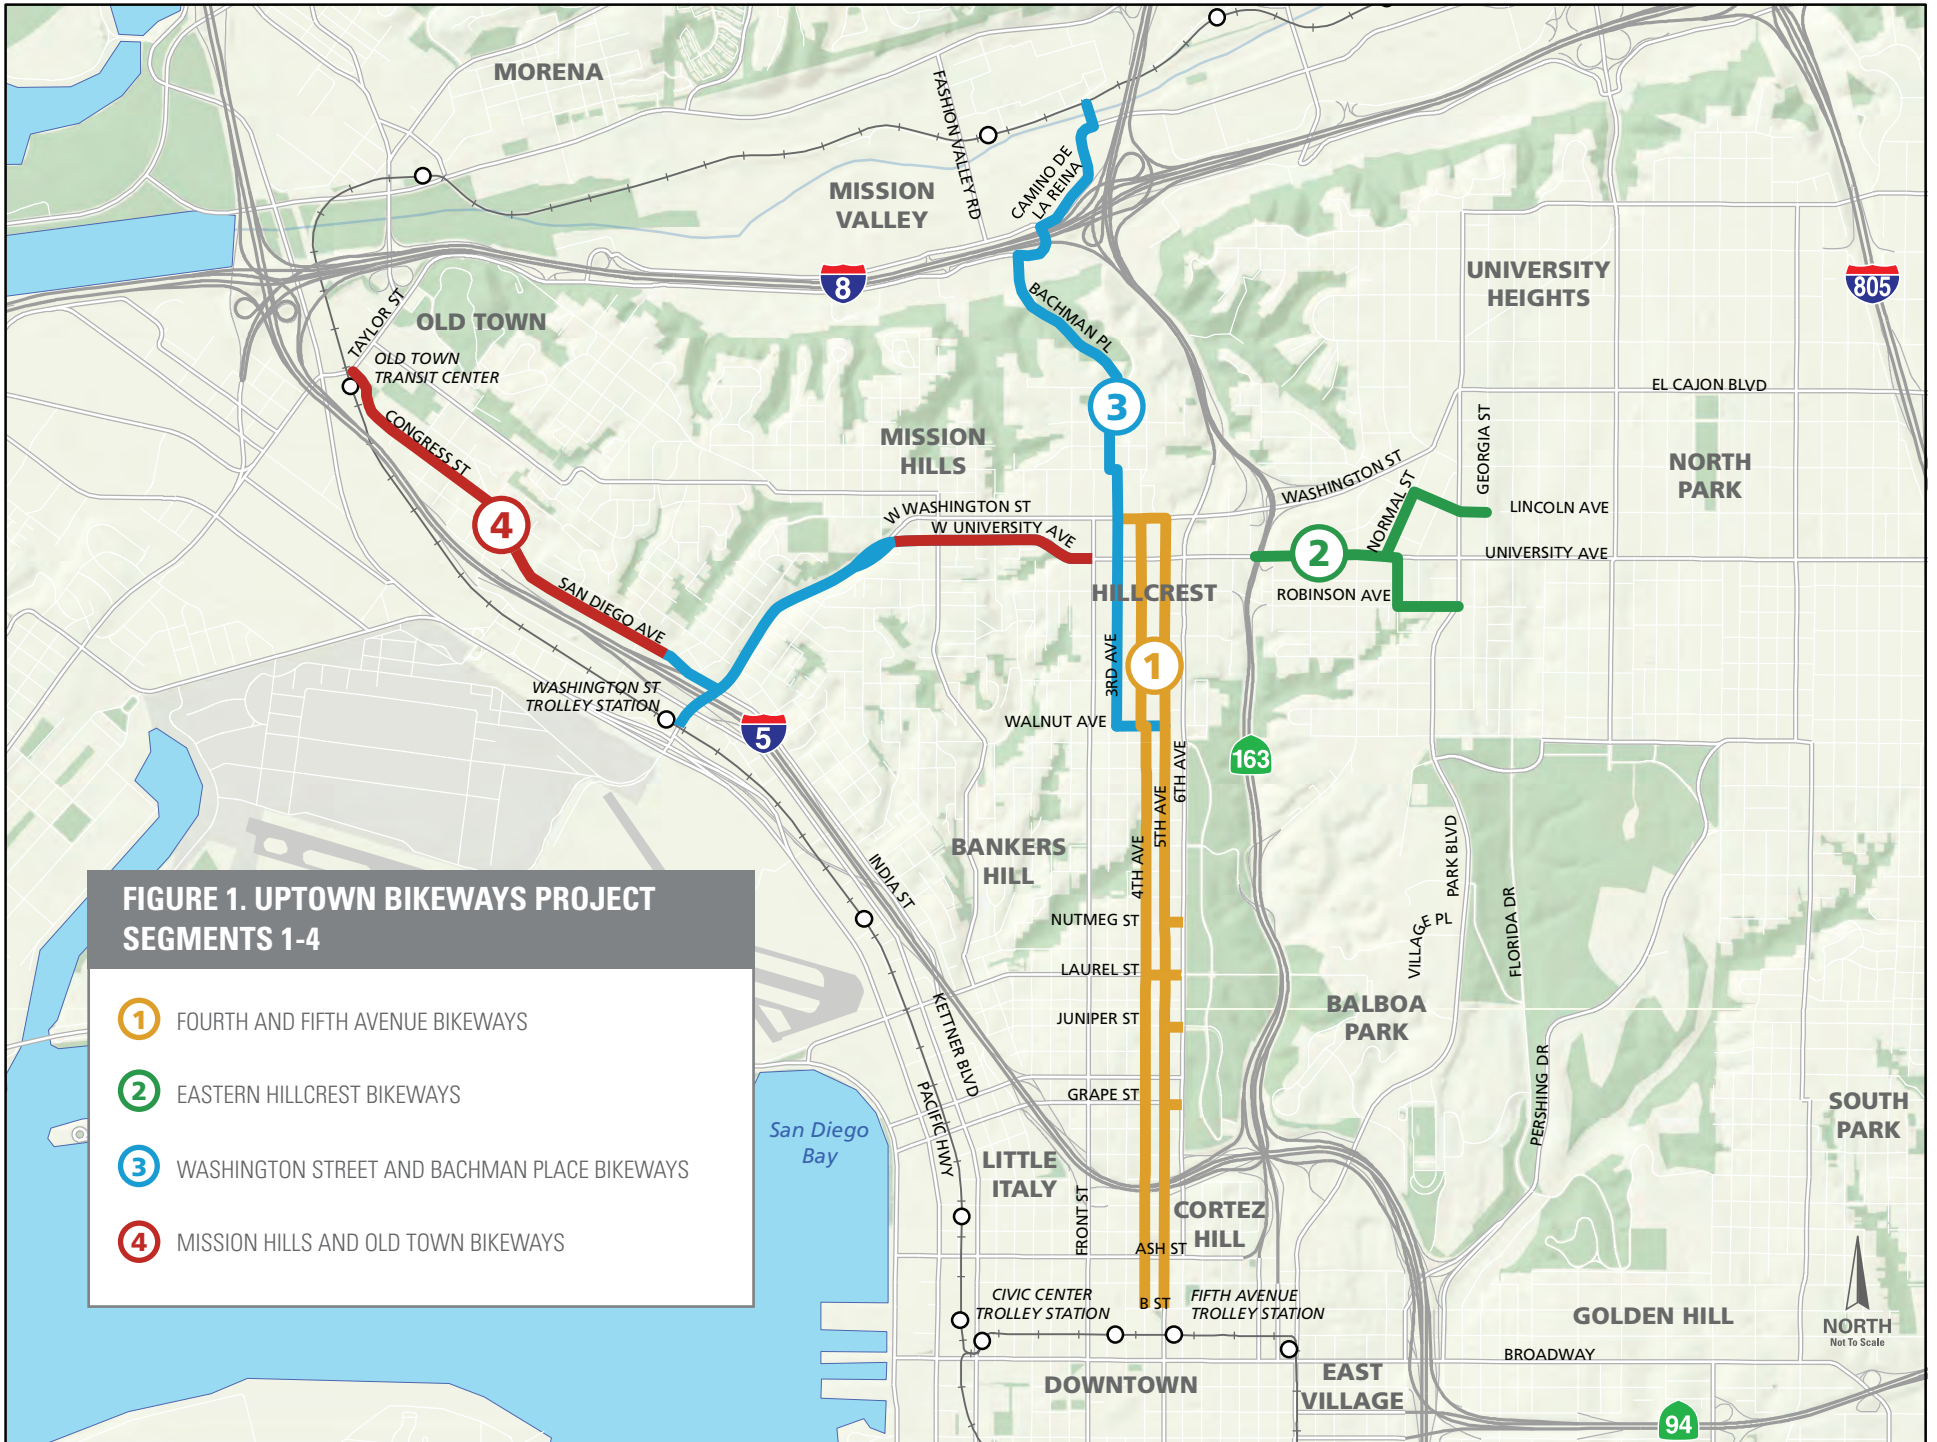 MORENA
FASHION VALLEY RD
MISSION
VALLEY
CAMINO DE
LA REINA
8
UNIVERSITY
HEIGHTS
805
TAYLOR ST
OLD TOWN
OLD TOWN
TRANSIT CENTER
BACHMAN PL
EL CAJON BLVD
3
CONGRESS ST
MISSION
HILLS
GEORGIA ST
NORTH
PARK
WASHINGTON ST
NORMAL ST
LINCOLN AVE
4
W WASHINGTON ST
W UNIVERSITY AVE
2
UNIVERSITY AVE
HILLCREST
ROBINSON AVE
SAN DIEGO AVE
3RD AVE
1
WASHINGTON ST
TROLLEY STATION
5
WALNUT AVE
6TH AVE
163
5TH AVE
4TH AVE
BANKERS
HILL
INDIA ST
PARK BLVD
VILLAGE PL
FLORIDA DR
NUTMEG ST
LAUREL ST
JUNIPER ST
GRAPE ST
BALBOA
PARK
KETTNER BLVD
PACIFIC HWY
PERSHING DR
SOUTH
PARK
FIGURE 1. UPTOWN BIKEWAYS PROJECT
SEGMENTS 1-4
1 FOURTH AND FIFTH AVENUE BIKEWAYS
2 EASTERN HILLCREST BIKEWAYS
3 WASHINGTON STREET AND BACHMAN PLACE BIKEWAYS
4 MISSION HILLS AND OLD TOWN BIKEWAYS
San Diego
Bay
LITTLE
ITALY
FRONT ST
CORTEZ
HILL
ASH ST
B ST
CIVIC CENTER
TROLLEY STATION
FIFTH AVENUE
TROLLEY STATION
GOLDEN HILL
NORTH
Not To Scale
BROADWAY
DOWNTOWN
EAST
VILLAGE
94